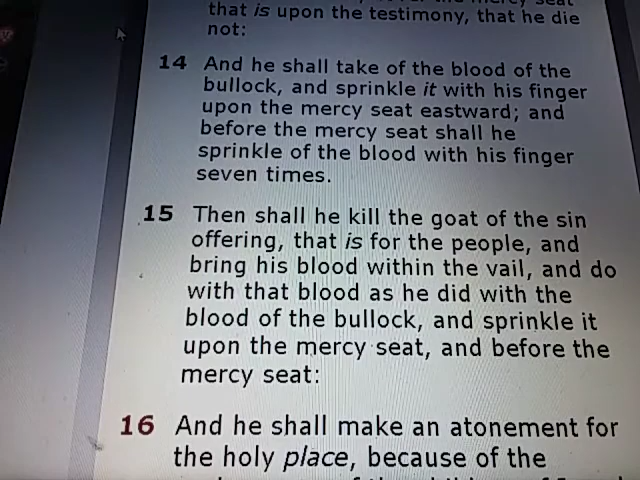 mercy seat
that is upon the testimony, that he die
not:
14 And he shall take of the blood of the
bullock, and sprinkle it with his finger
upon the mercy seat eastward; and
before the mercy seat shall he
sprinkle of the blood with his finger
seven times.
15 Then shall he kill the goat of the sin
offering, that is for the people, and
bring his blood within the vail, and do
with that blood as he did with the
blood of the bullock, and sprinkle it
upon the mercy seat, and before the
mercy seat:
16 And he shall make an atonement for
the holy place, because of the